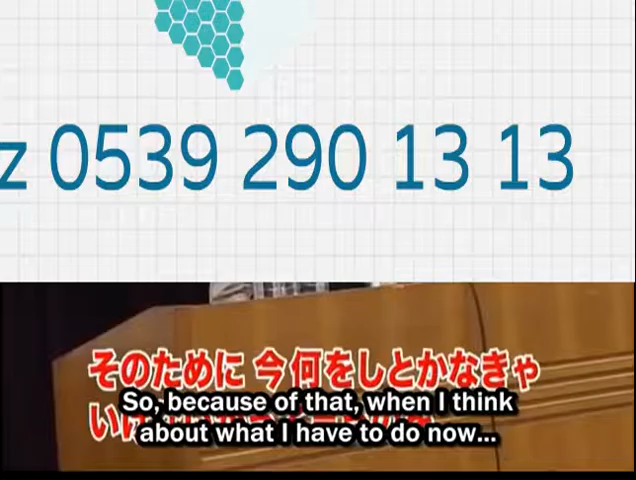 z 0539 290 13 13
そのために 今何をしとかなきゃ
So, because of that, when I think
about what I have to do now...